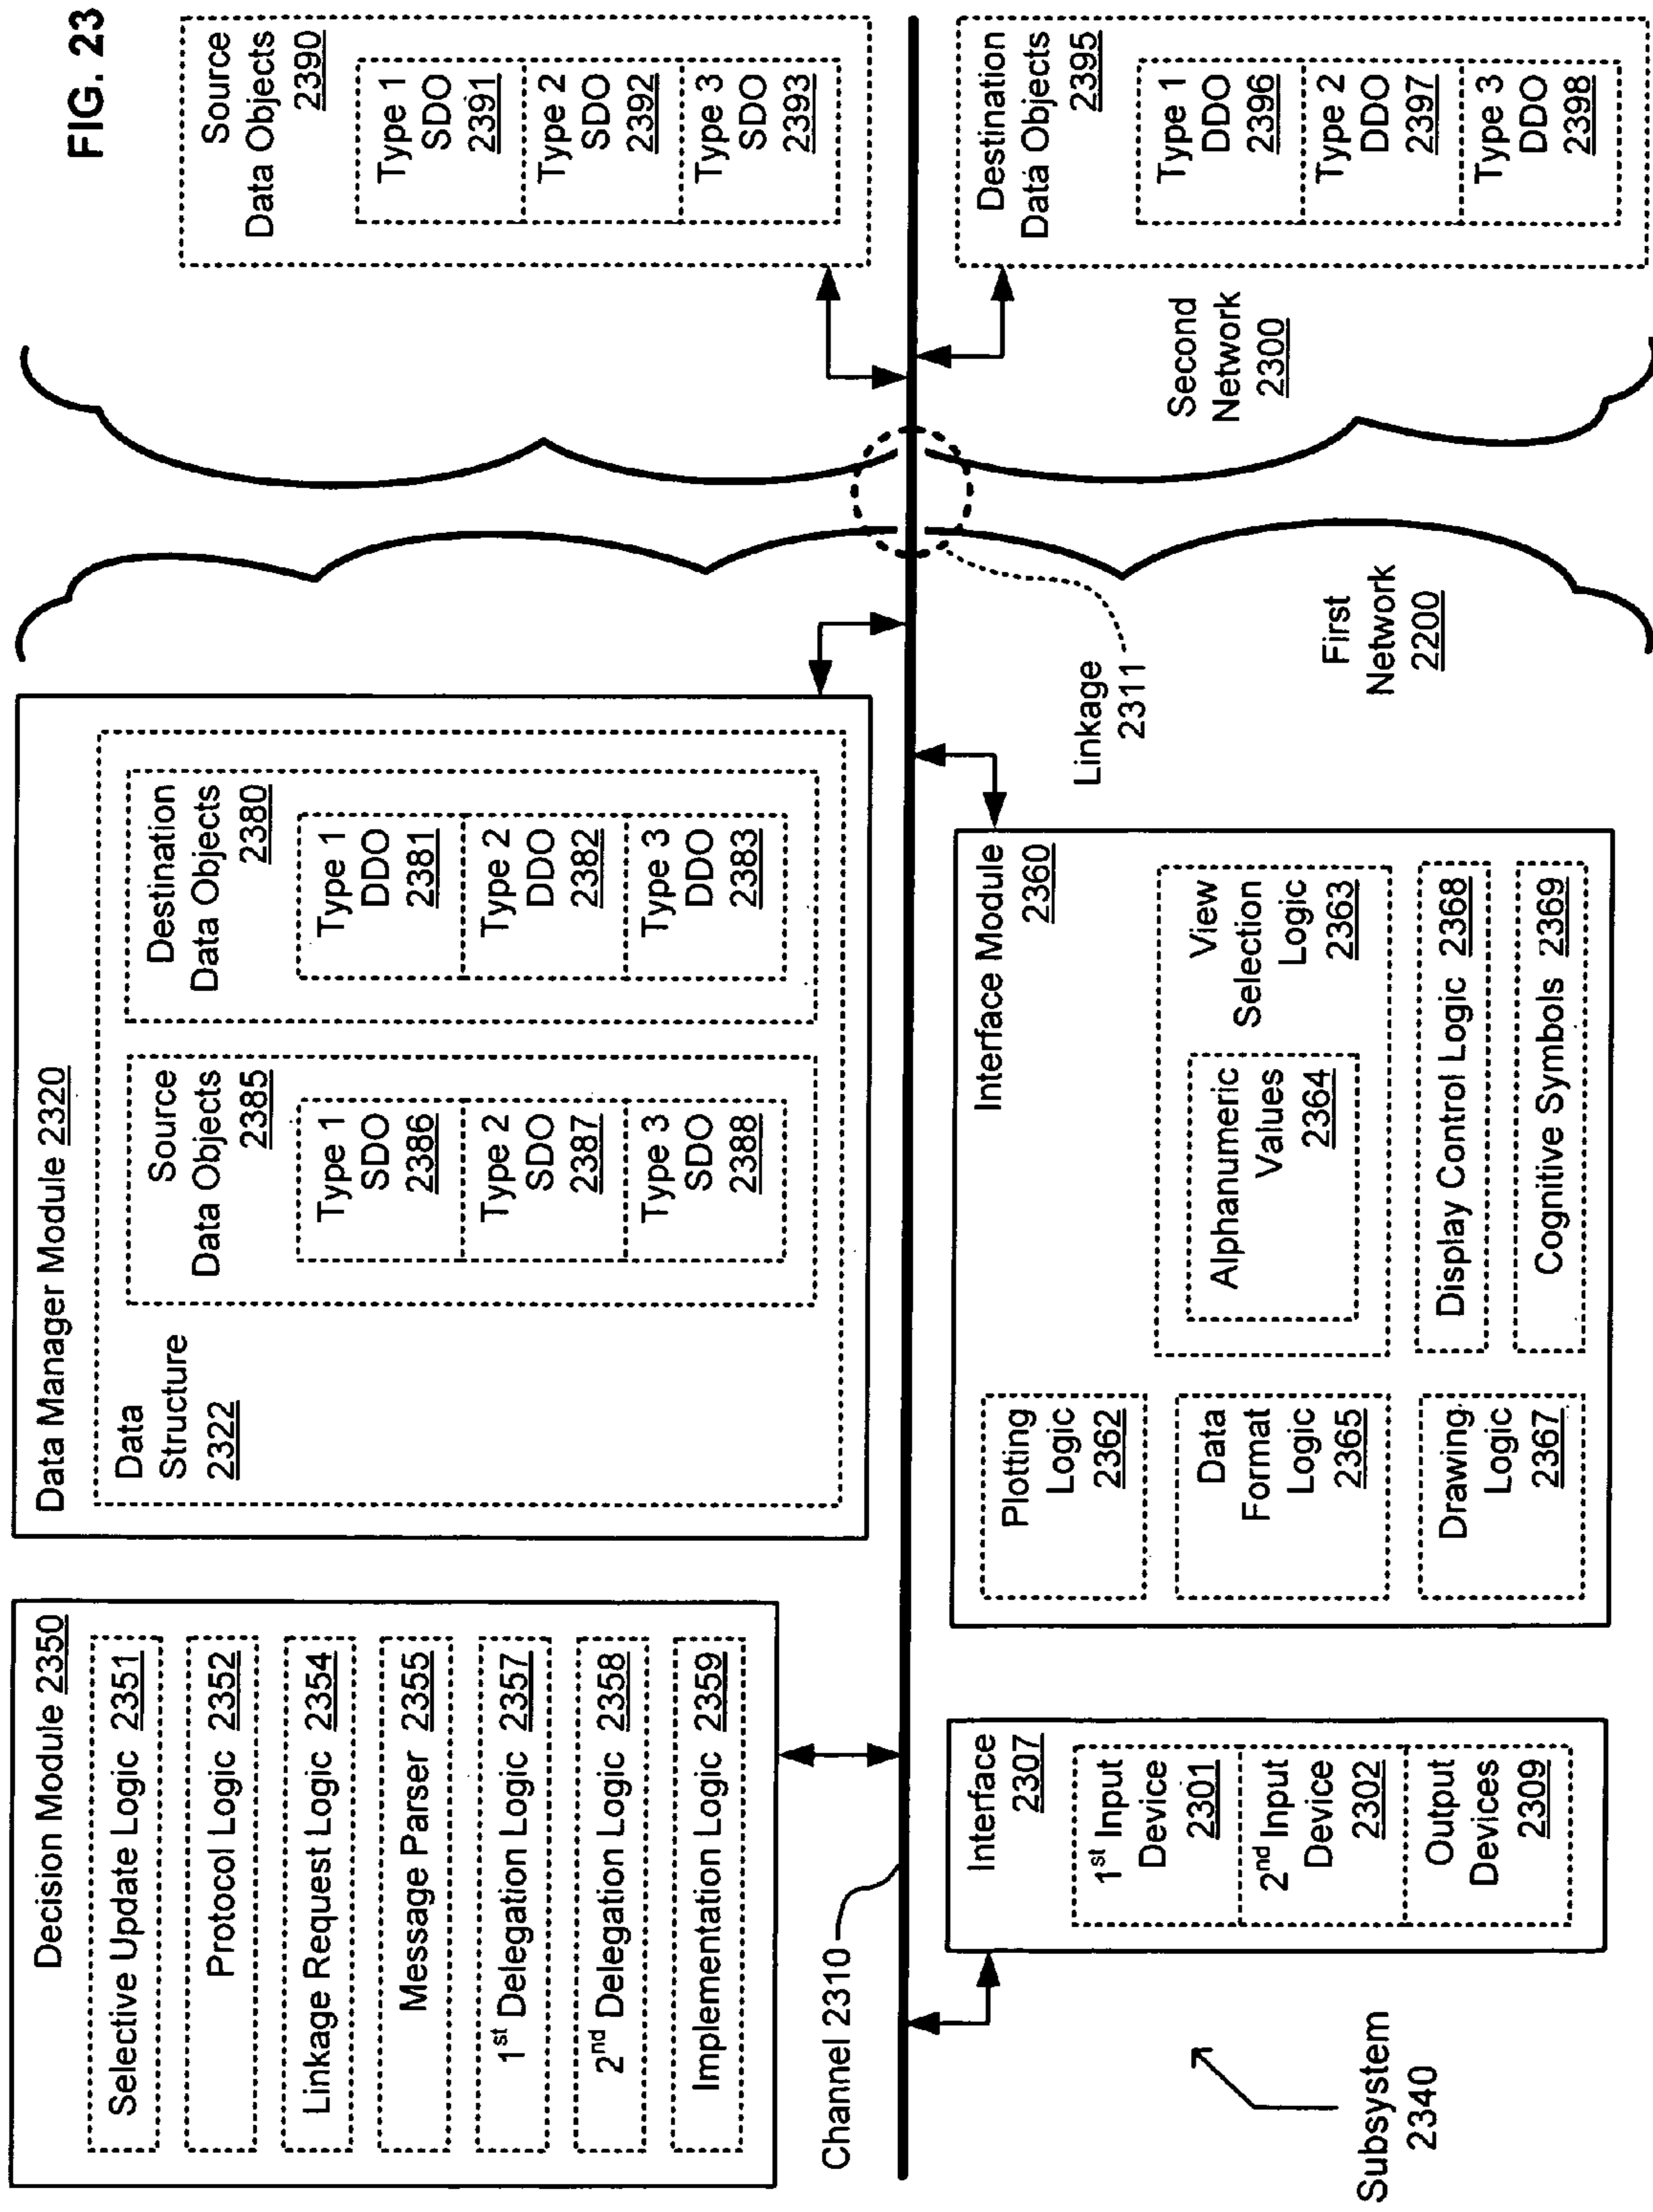 FIG. 23
Decision Module 2350
Selective Update Logic 2351
Protocol Logic 2352
Linkage Request Logic 2354
Message Parser 2355
1st Delegation Logic 2357
2nd Delegation Logic 2358
Implementation Logic 2359
Data Manager Module 2320
Data
Structure
2322
Source
Data Objects
2385
Type 1
SDO
2386
Type 2
SDO
2387
Type 3
SDO
2388
Destination
Data Objects
2380
Type 1
DDO
2381
Type 2
DDO
2382
Type 3
DDO
2383
Source
Data Objects
2390
Type 1
SDO
2391
Type 2
SDO
2392
Type 3
SDO
2393
Channel 2310
Interface
2307
1st Input
Device
2301
2nd Input
Device
2302
Output
Devices
2309
Interface Module
2360
Plotting
Logic
2362
Data
Format
Logic
2365
Drawing
Logic
2367
View
Selection
Logic
2363
Alphanumeric
Values
2364
Display Control Logic 2368
Cognitive Symbols 2369
Linkage
2311
First
Network
2200
Second
Network
2300
Destination
Data Objects
2395
Type 1
DDO
2396
Type 2
DDO
2397
Type 3
DDO
2398
Subsystem
2340